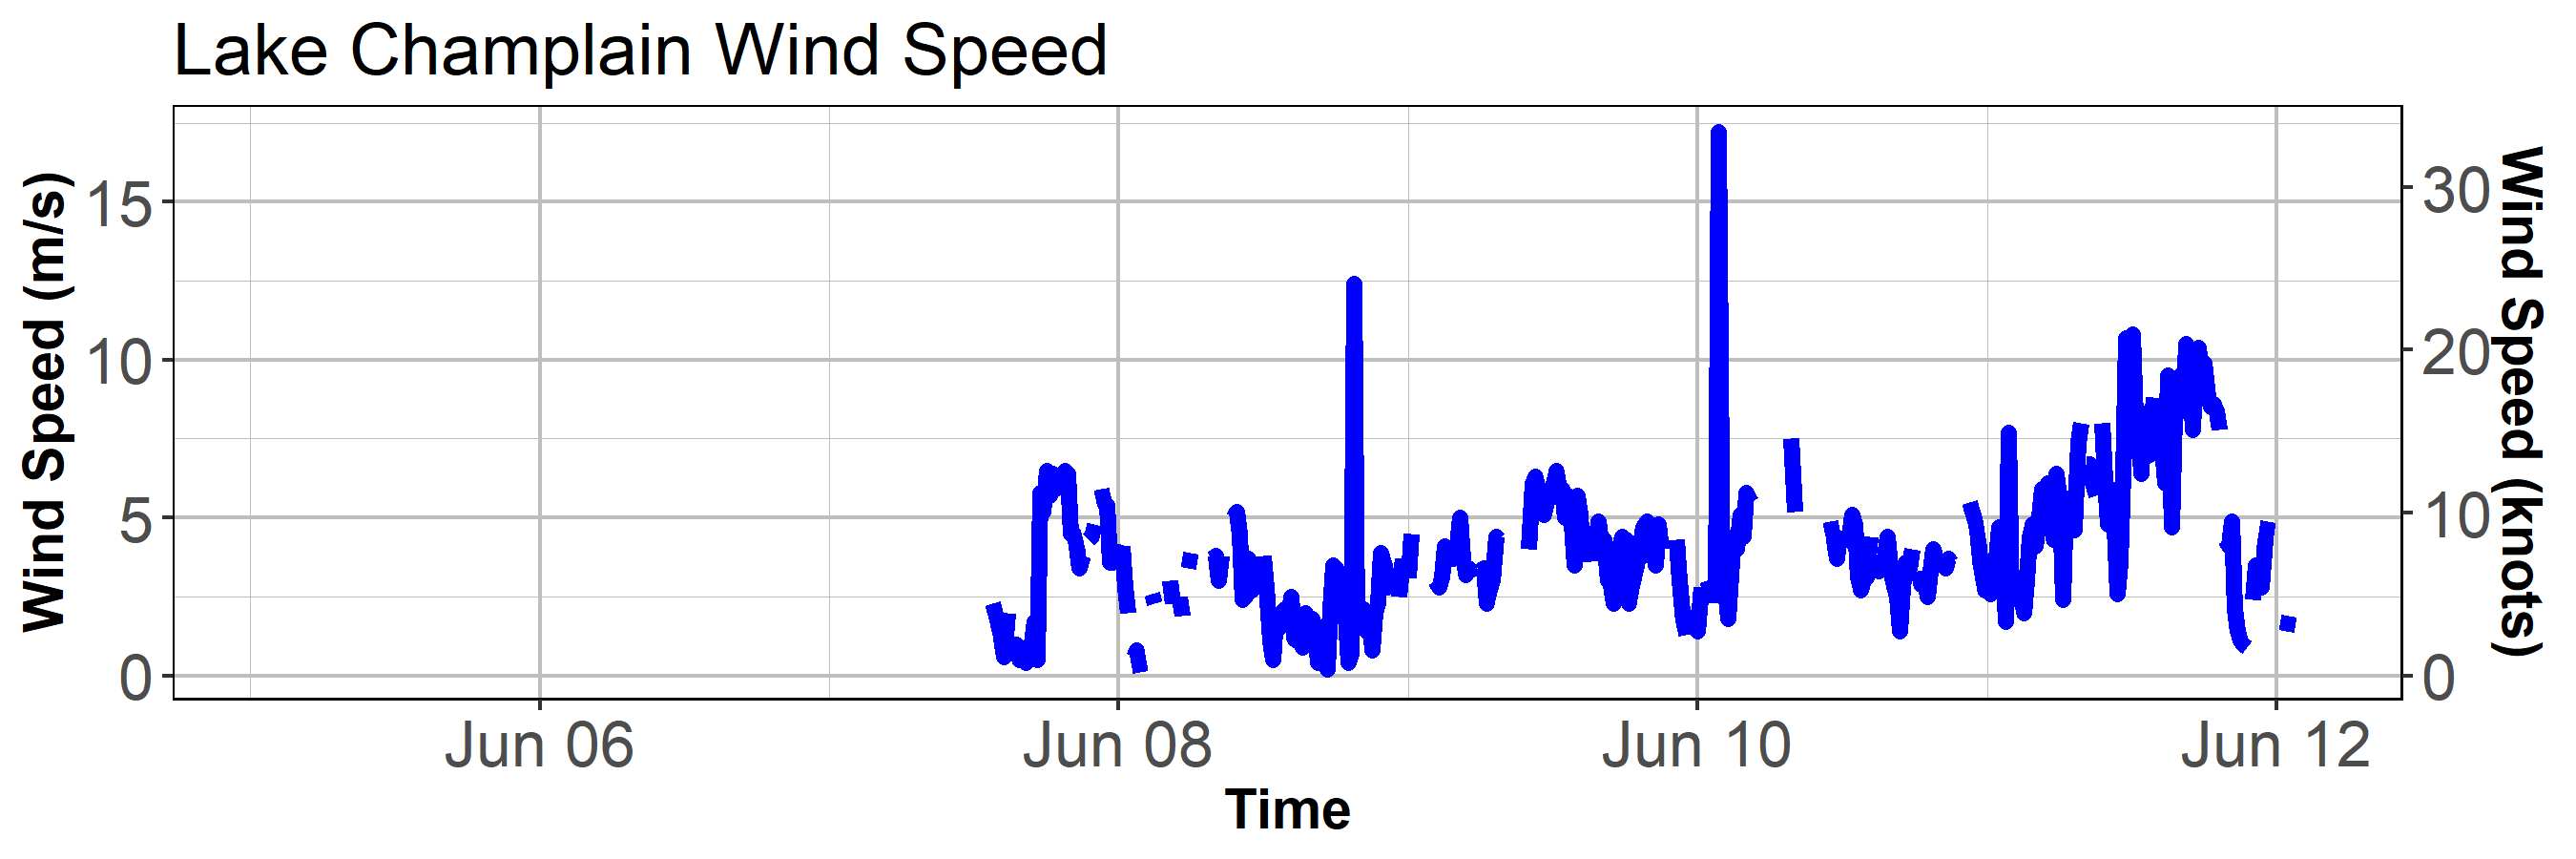 Lake Champlain Wind Speed
Wind Speed (m/s)
15
10
5
0
30
20
10
0
Wind Speed (knots)
Jun 06
Jun 08
Jun 10
Jun 12
Time